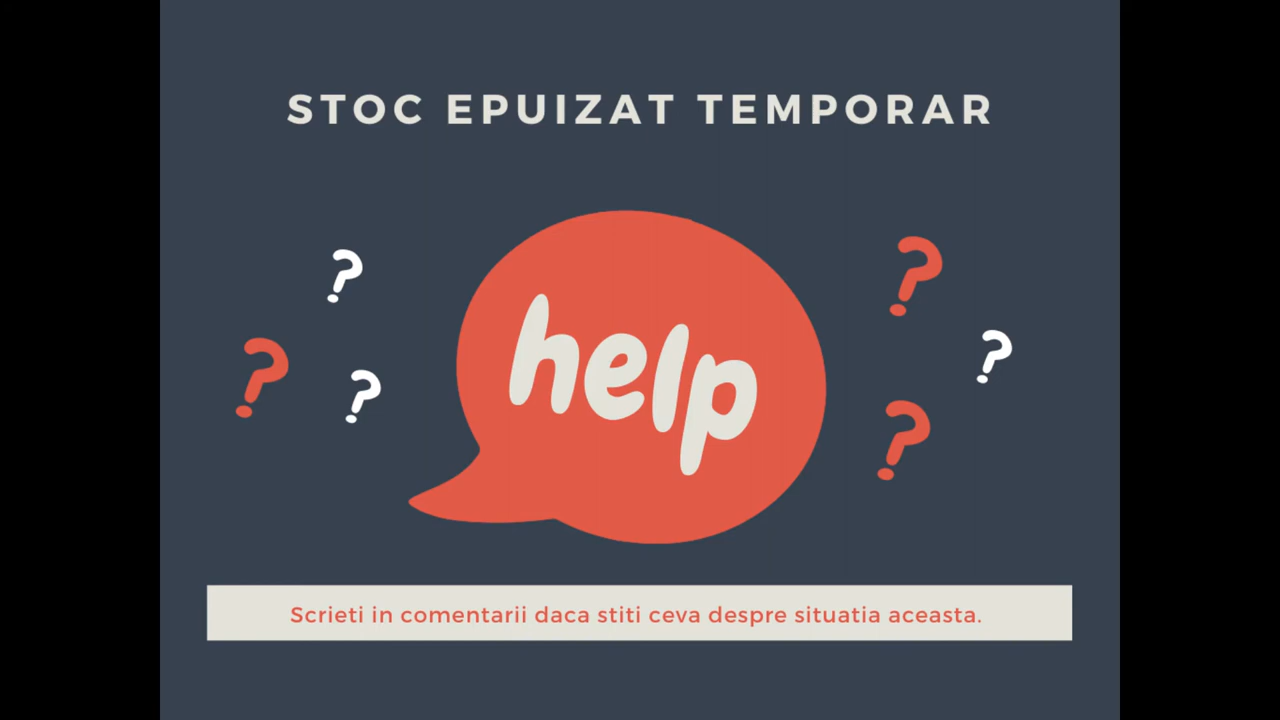 STOC EPUIZAT TEMPORAR
help
Scrieti in comentarii daca stiti ceva despre situatia aceasta.